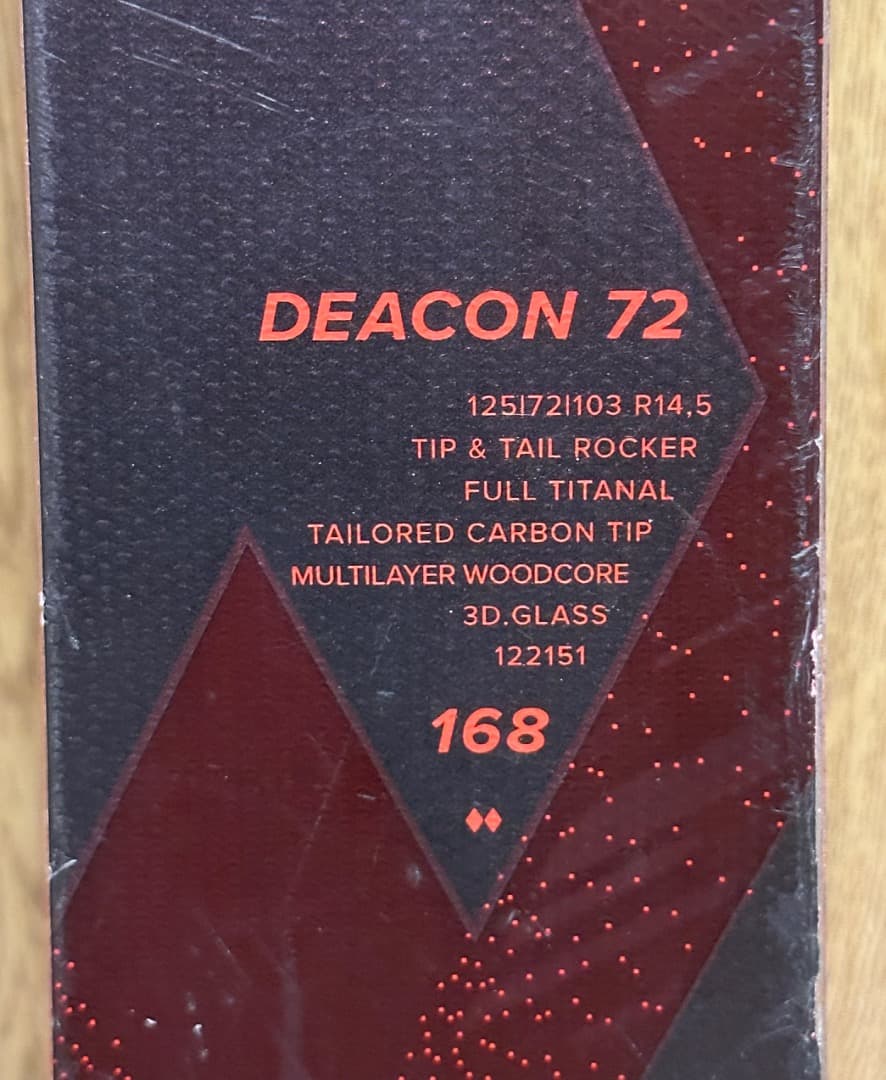 DEACON 72
125|72|103 R14,5
TIP & TAIL ROCKER
FULL TITANAL
TAILORED CARBON TIP
MULTILAYER WOODCORE
3D.GLASS
122151
168